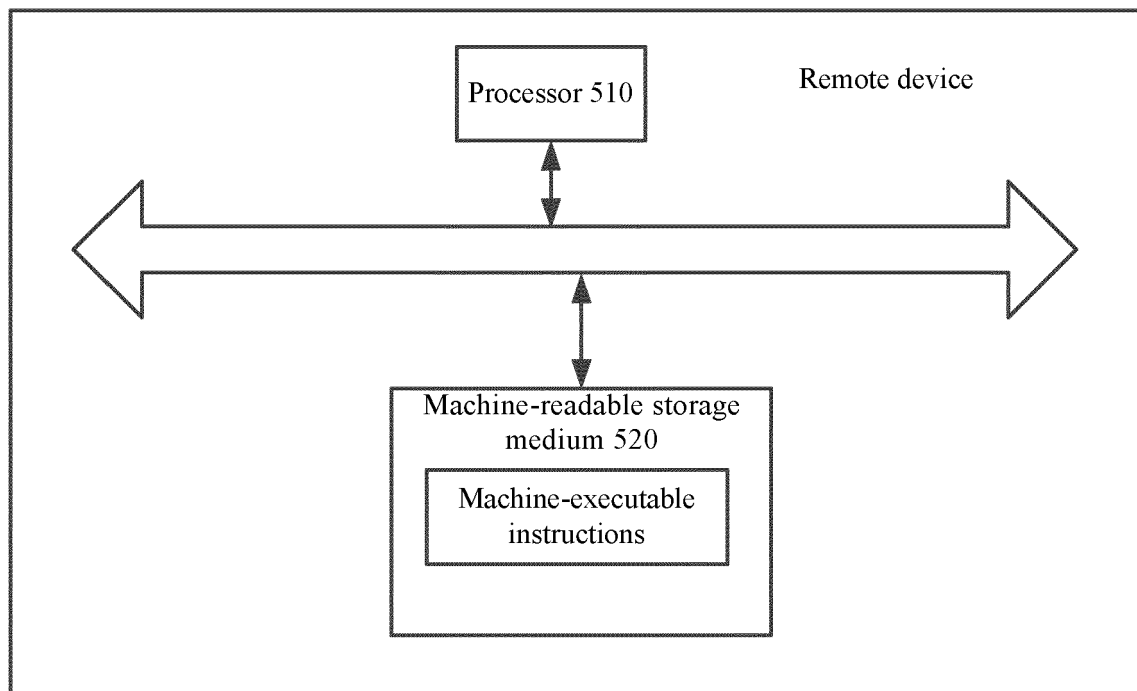 Processor 510
Remote device
Machine-readable storage
medium 520
Machine-executable
instructions